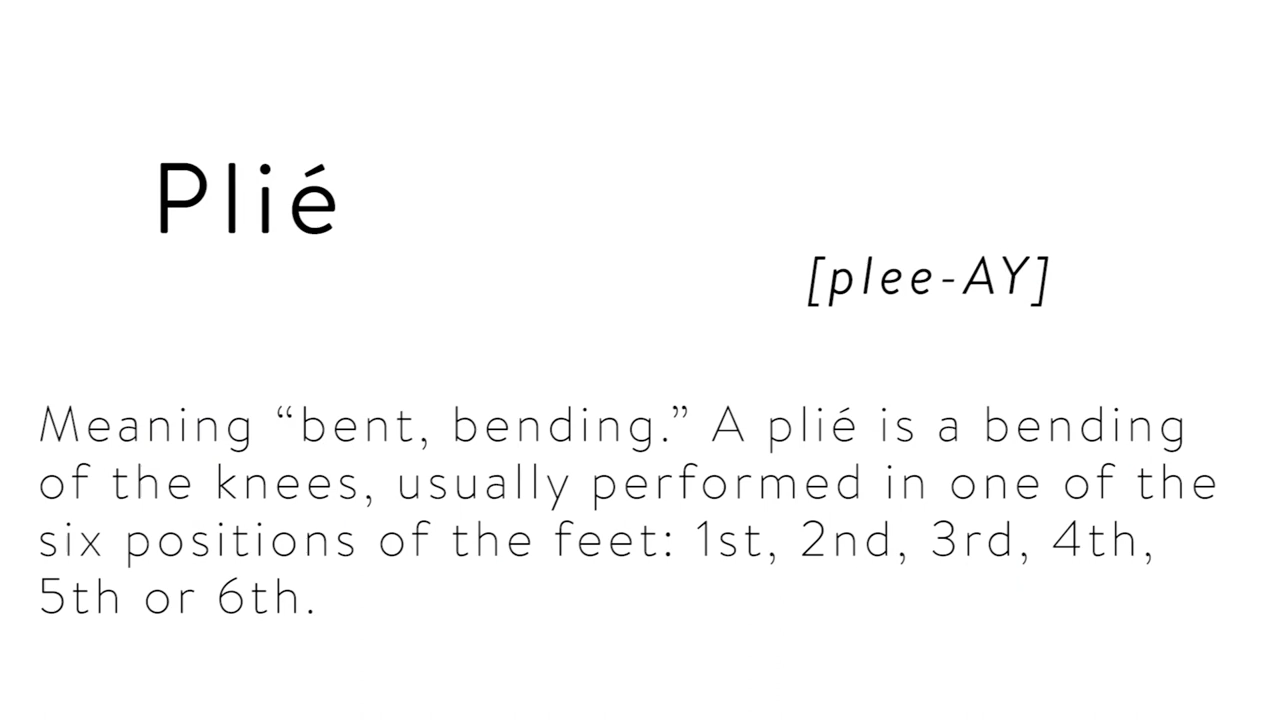 Plié
[plee-AY]
Meaning “bent, bending.” A plié is a bending
of the knees, usually performed in one of the
six positions of the feet: 1st, 2nd, 3rd, 4th,
5th or 6th.